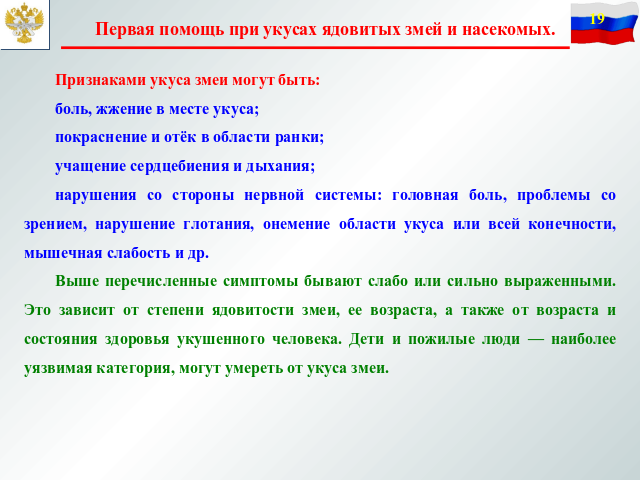 Первая помощь при укусах ядовитых змей и насекомых.
19
Признаками укуса змеи могут быть:
боль, жжение в месте укуса;
покраснение и отёк в области ранки;
учащение сердцебиения и дыхания;
нарушения со стороны нервной системы: головная боль, проблемы со
зрением, нарушение глотания, онемение области укуса или всей конечности,
мышечная слабость и др.
Выше перечисленные симптомы бывают слабо или сильно выраженными.
Это зависит от степени ядовитости змеи, ее возраста, а также от возраста и
состояния здоровья укушенного человека. Дети и пожилые люди — наиболее
уязвимая категория, могут умереть от укуса змеи.